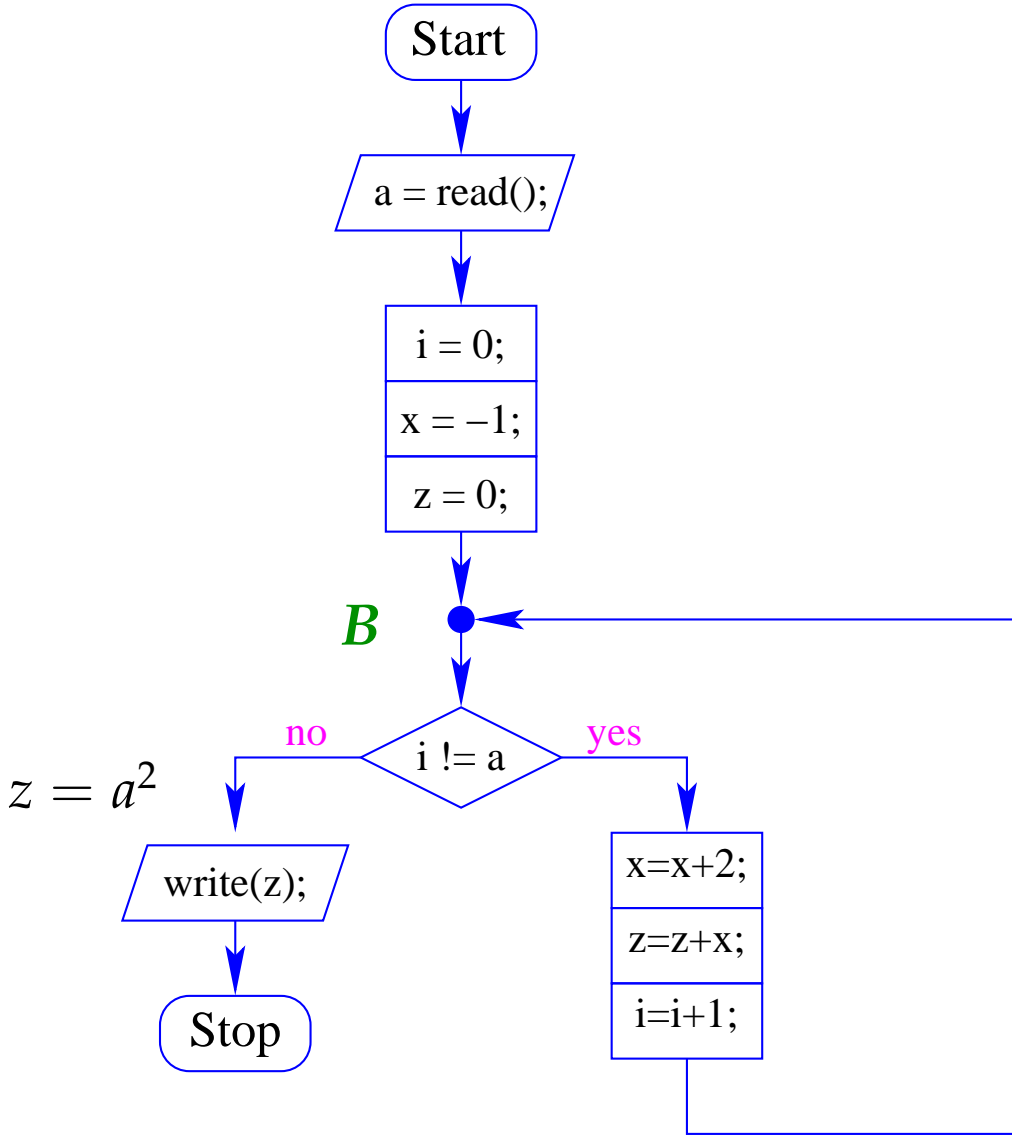 Start
a = read();
i = 0;
x = −1;
z = 0;
B
no
yes
i != a
z = a²
x=x+2;
write(z);
z=z+x;
i=i+1;
Stop